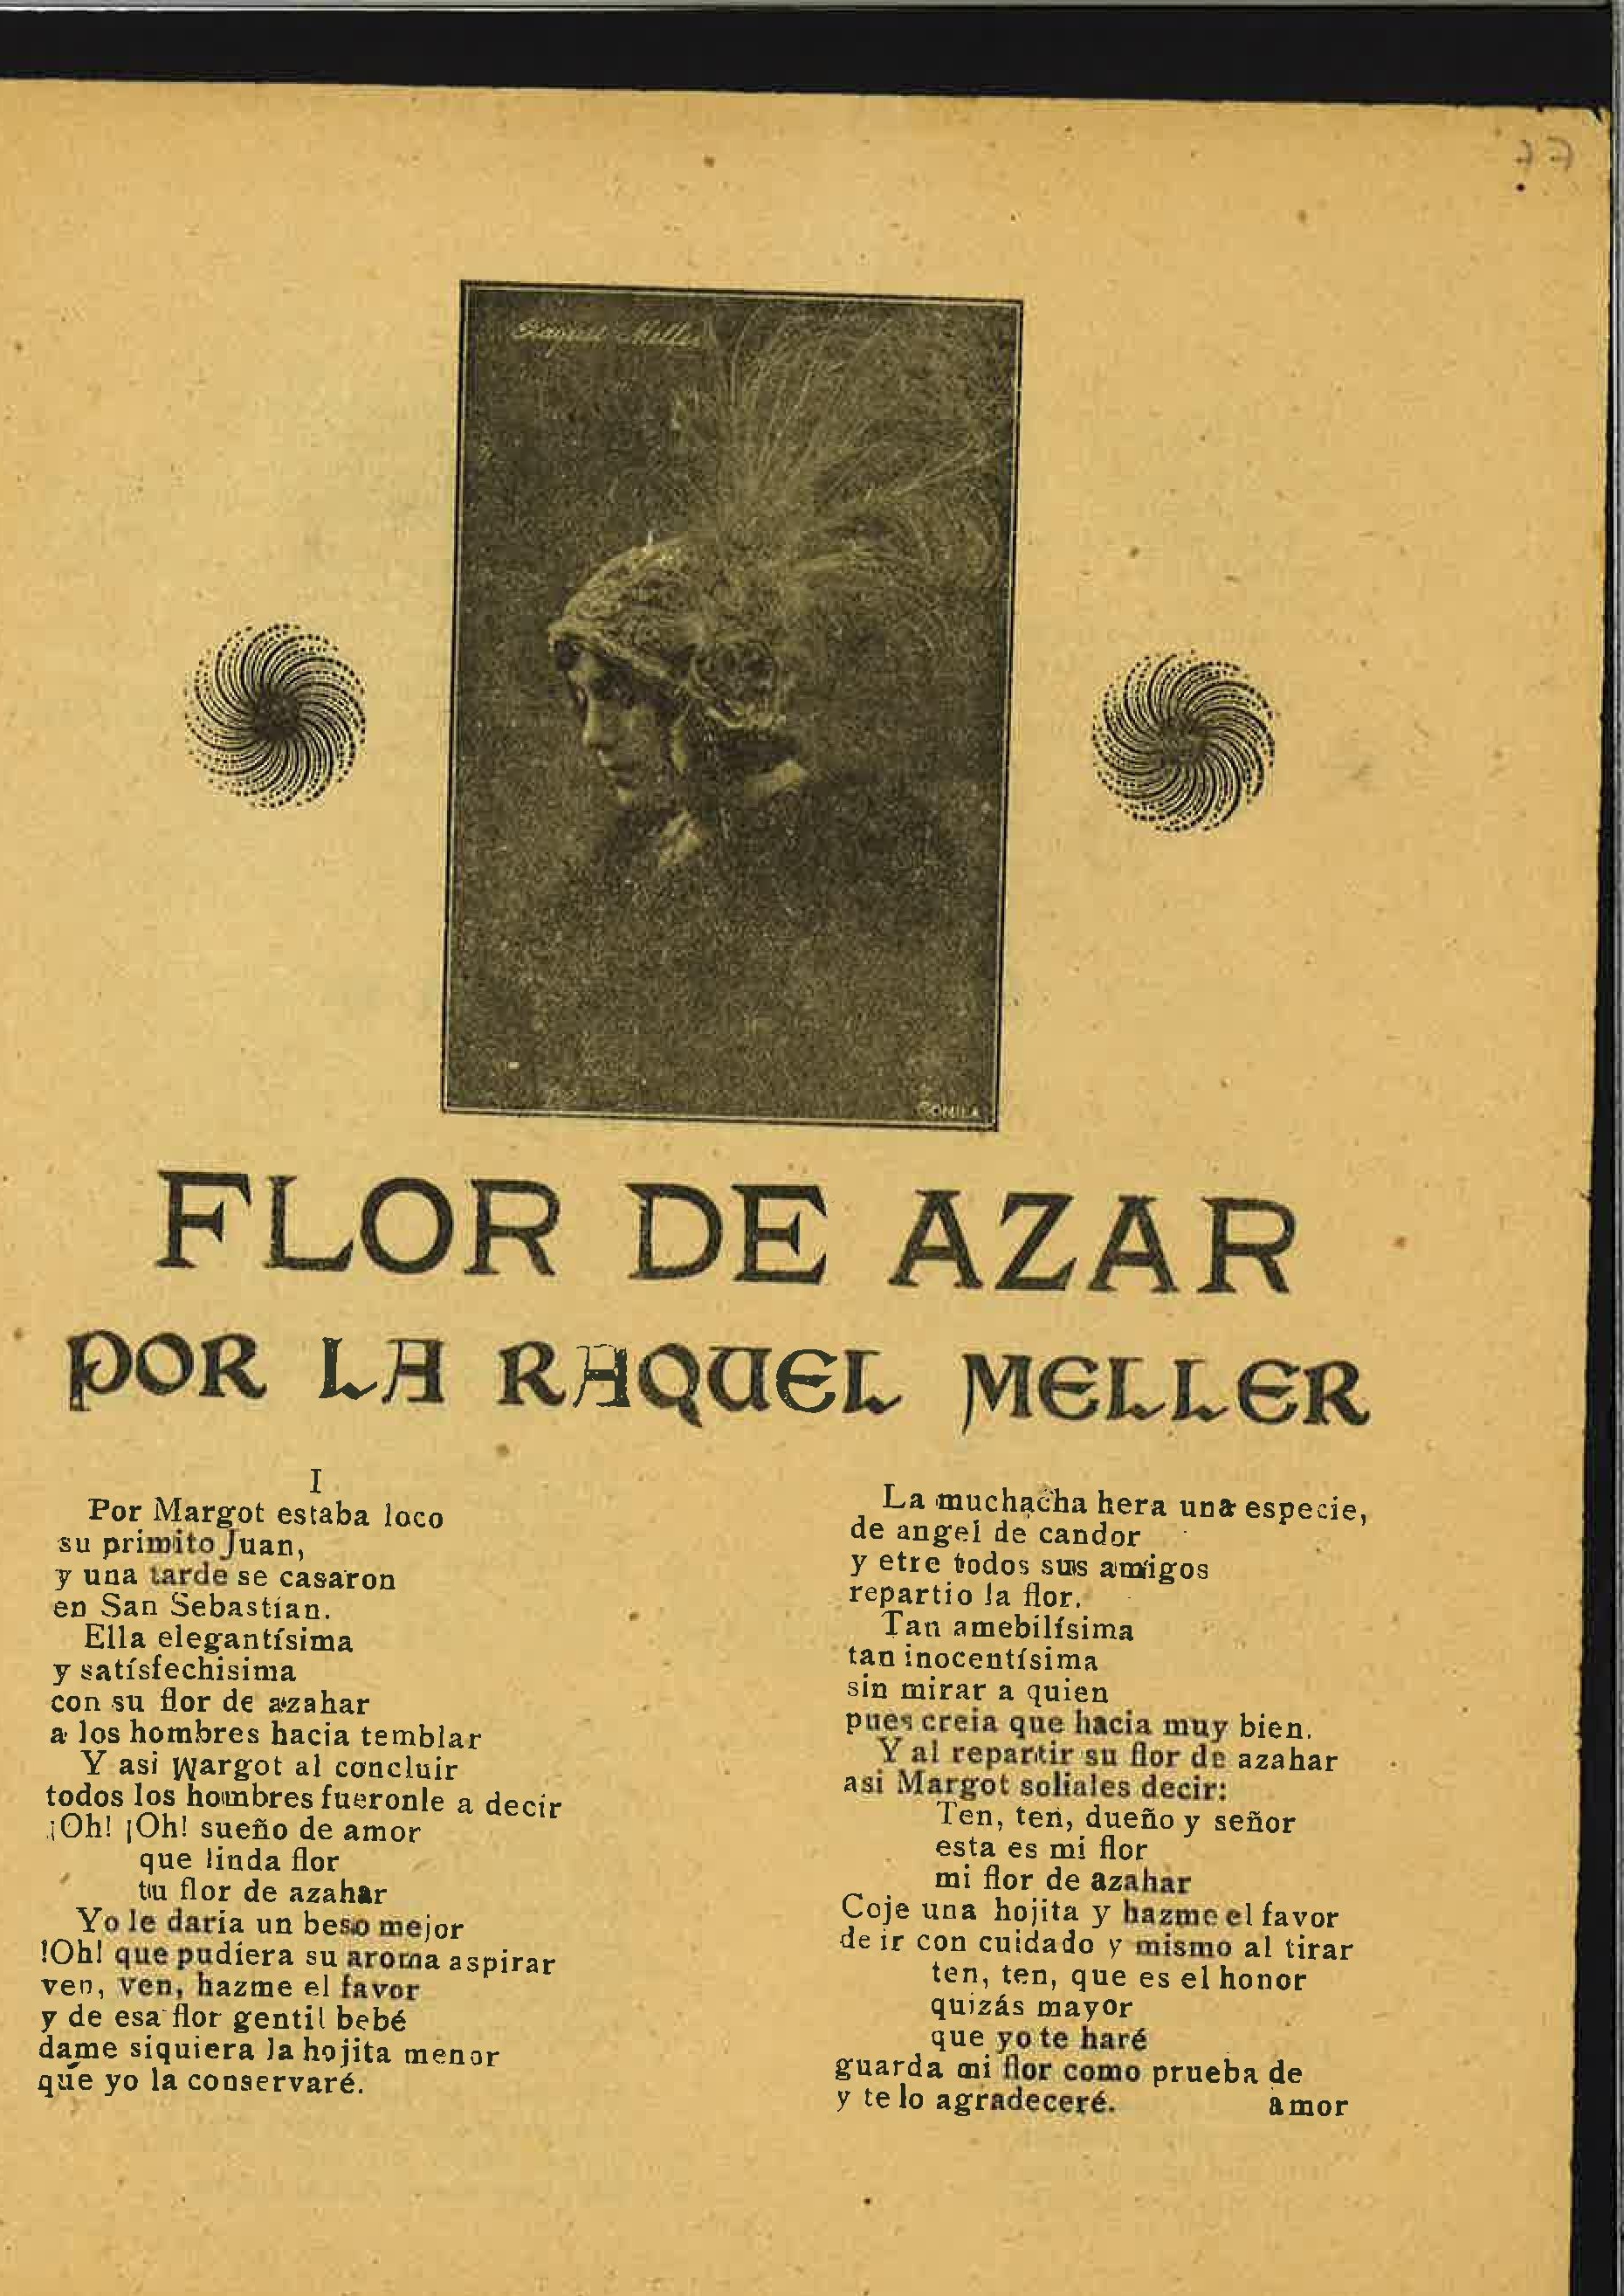 77
Raquel Meller
GOMILA
FLOR DE AZAR
POR LA RAQUEL MELLER
I
Por Margot estaba loco
su primito Juan,
y una tarde se casaron
en San Sebastian.
Ella elegantísima
y satísfechisima
con su flor de azahar
a los hombres hacia temblar
Y asi Wargot al concluir
todos los hombres fueronle a decir
¡Oh! ¡Oh! sueño de amor
que linda flor
tu flor de azahar
Yo le daria un beso mejor
!Oh! que pudiera su aroma aspirar
ven, ven, hazme el favor
y de esa flor gentil bebé
dame siquiera la hojita menor
que yo la conservaré.
La muchacha hera una especie,
de angel de candor
y etre todos sus amigos
repartio la flor.
Tan amebilísima
tan inocentísima
sin mirar a quien
pues creia que hacia muy bien.
Y al repartir su flor de azahar
asi Margot soliales decir:
Ten, ten, dueño y señor
esta es mi flor
mi flor de azahar
Coje una hojita y hazme el favor
de ir con cuidado y mismo al tirar
ten, ten, que es el honor
quizás mayor
que yo te haré
guarda mi flor como prueba de
y te lo agradeceré. amor